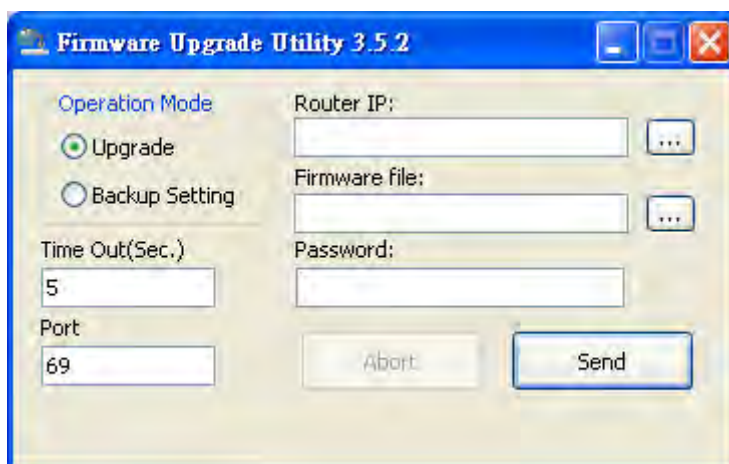 Firmware Upgrade Utility 3.5.2
Operation Mode
Upgrade
Backup Setting
Time Out(Sec.)
5
Port
69
Router IP:
...
Firmware file:
...
Password:
Abort
Send